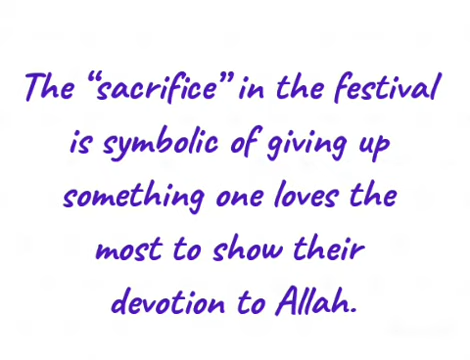 The “sacrifice” in the festival
is symbolic of giving up
something one loves the
most to show their
devotion to Allah.